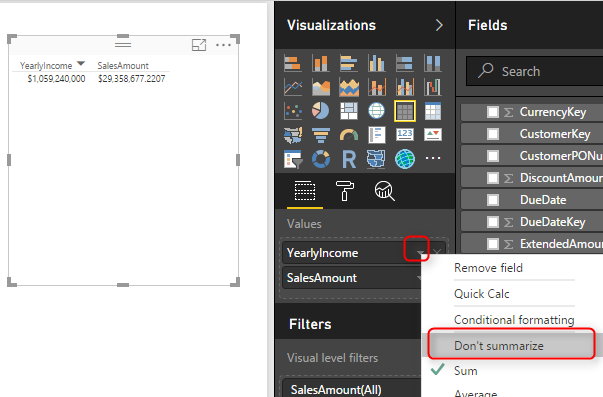 Visualizations
Fields
YearlyIncome SalesAmount
$1,059,240,000 $29,358,677.2207
Search
CurrencyKey
CustomerKey
CustomerPONu
DiscountAmoun
DueDate
DueDateKey
ExtendedAmou
R
123
Values
YearlyIncome
SalesAmount
Remove field
Quick Calc
Conditional formatting
Don't summarize
Sum
Average
Filters
Visual level filters
SalesAmount(All)